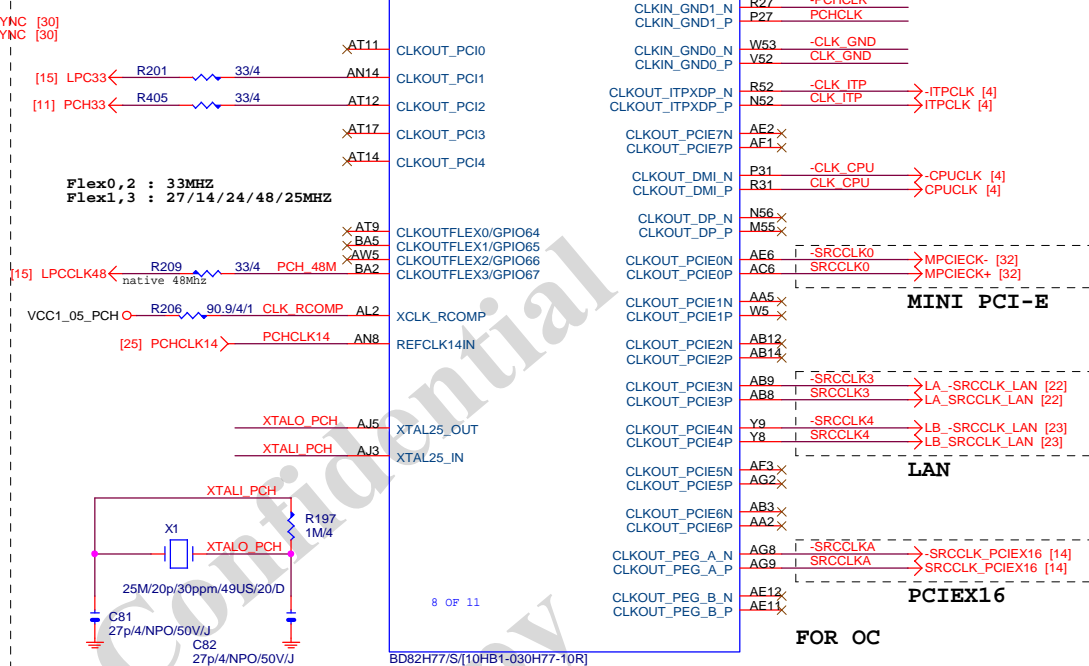 YNC [30]
YNC [30]
AT11 CLKOUT_PCI0
[15] LPC33 R201 33/4 AN14 CLKOUT_PCI1
[11] PCH33 R405 33/4 AT12 CLKOUT_PCI2
AT17 CLKOUT_PCI3
AT14 CLKOUT_PCI4
Flex0,2 : 33MHZ
Flex1,3 : 27/14/24/48/25MHZ
AT9 CLKOUTFLEX0/GPIO64
BA5 CLKOUTFLEX1/GPIO65
AW5 CLKOUTFLEX2/GPIO66
[15] LPCCLK48 R209 33/4 PCH_48M BA2 CLKOUTFLEX3/GPIO67
native 48Mhz
VCC1_05_PCH R206 90.9/4/1 CLK_RCOMP AL2 XCLK_RCOMP
[25] PCHCLK14 PCHCLK14 AN8 REFCLK14IN
XTALO_PCH AJ5 XTAL25_OUT
XTALI_PCH AJ3 XTAL25_IN
XTALI_PCH
R197
1M/4
X1
XTALO_PCH
25M/20p/30ppm/49US/20/D
C81
27p/4/NPO/50V/J
C82
27p/4/NPO/50V/J
8 OF 11
BD82H77/S/[10HB1-030H77-10R]
CLKIN_GND1_N R27 -PCHCLK
CLKIN_GND1_P P27 PCHCLK
CLKIN_GND0_N W53 -CLK_GND
CLKIN_GND0_P V52 CLK_GND
CLKOUT_ITPXDP_N R52 -CLK_ITP -ITPCLK [4]
CLKOUT_ITPXDP_P N52 CLK_ITP ITPCLK [4]
CLKOUT_PCIE7N AE2
CLKOUT_PCIE7P AF1
CLKOUT_DMI_N P31 -CLK_CPU -CPUCLK [4]
CLKOUT_DMI_P R31 CLK_CPU CPUCLK [4]
CLKOUT_DP_N N56
CLKOUT_DP_P M55
CLKOUT_PCIE0N AE6 -SRCCLK0 MPCIECK- [32]
CLKOUT_PCIE0P AC6 SRCCLK0 MPCIECK+ [32]
MINI PCI-E
CLKOUT_PCIE1N AA5
CLKOUT_PCIE1P W5
CLKOUT_PCIE2N AB12
CLKOUT_PCIE2P AB14
CLKOUT_PCIE3N AB9 -SRCCLK3 LA_-SRCCLK_LAN [22]
CLKOUT_PCIE3P AB8 SRCCLK3 LA_SRCCLK_LAN [22]
CLKOUT_PCIE4N Y9 -SRCCLK4 LB_-SRCCLK_LAN [23]
CLKOUT_PCIE4P Y8 SRCCLK4 LB_SRCCLK_LAN [23]
LAN
CLKOUT_PCIE5N AF3
CLKOUT_PCIE5P AG2
CLKOUT_PCIE6N AB3
CLKOUT_PCIE6P AA2
CLKOUT_PEG_A_N AG8 -SRCCLKA -SRCCLK_PCIEX16 [14]
CLKOUT_PEG_A_P AG9 SRCCLKA SRCCLK_PCIEX16 [14]
PCIEX16
CLKOUT_PEG_B_N AE12
CLKOUT_PEG_B_P AE11
FOR OC
Confidential